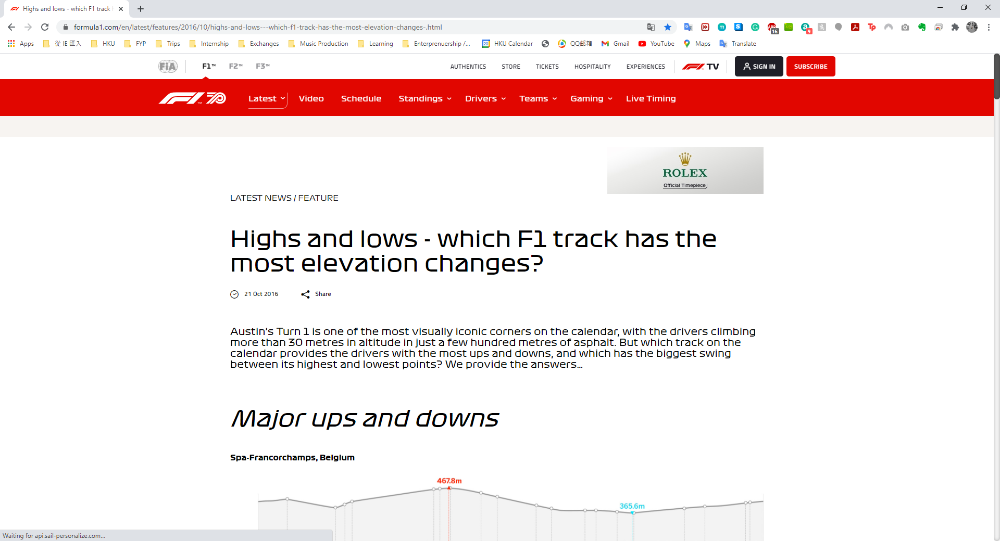 Highs and lows - which F1 track
formula1.com/en/latest/features/2016/10/highs-and-lows---which-f1-track-has-the-most-elevation-changes-.html
Apps 從 IE 匯入 HKU FYP Trips Internship Exchanges Music Production Learning Enterprenuership /... HKU Calendar QQ邮箱 Gmail YouTube Maps Translate
FiA F1™ F2™ F3™ AUTHENTICS STORE TICKETS HOSPITALITY EXPERIENCES F1 TV SIGN IN SUBSCRIBE
F1 70 Latest Video Schedule Standings Drivers Teams Gaming Live Timing
ROLEX
Official Timepiece
LATEST NEWS / FEATURE
Highs and lows - which F1 track has the
most elevation changes?
21 Oct 2016 Share
Austin's Turn 1 is one of the most visually iconic corners on the calendar, with the drivers climbing
more than 30 metres in altitude in just a few hundred metres of asphalt. But which track on the
calendar provides the drivers with the most ups and downs, and which has the biggest swing
between its highest and lowest points? We provide the answers...
Major ups and downs
Spa-Francorchamps, Belgium
467.8m
365.6m
Waiting for api.sail-personalize.com...